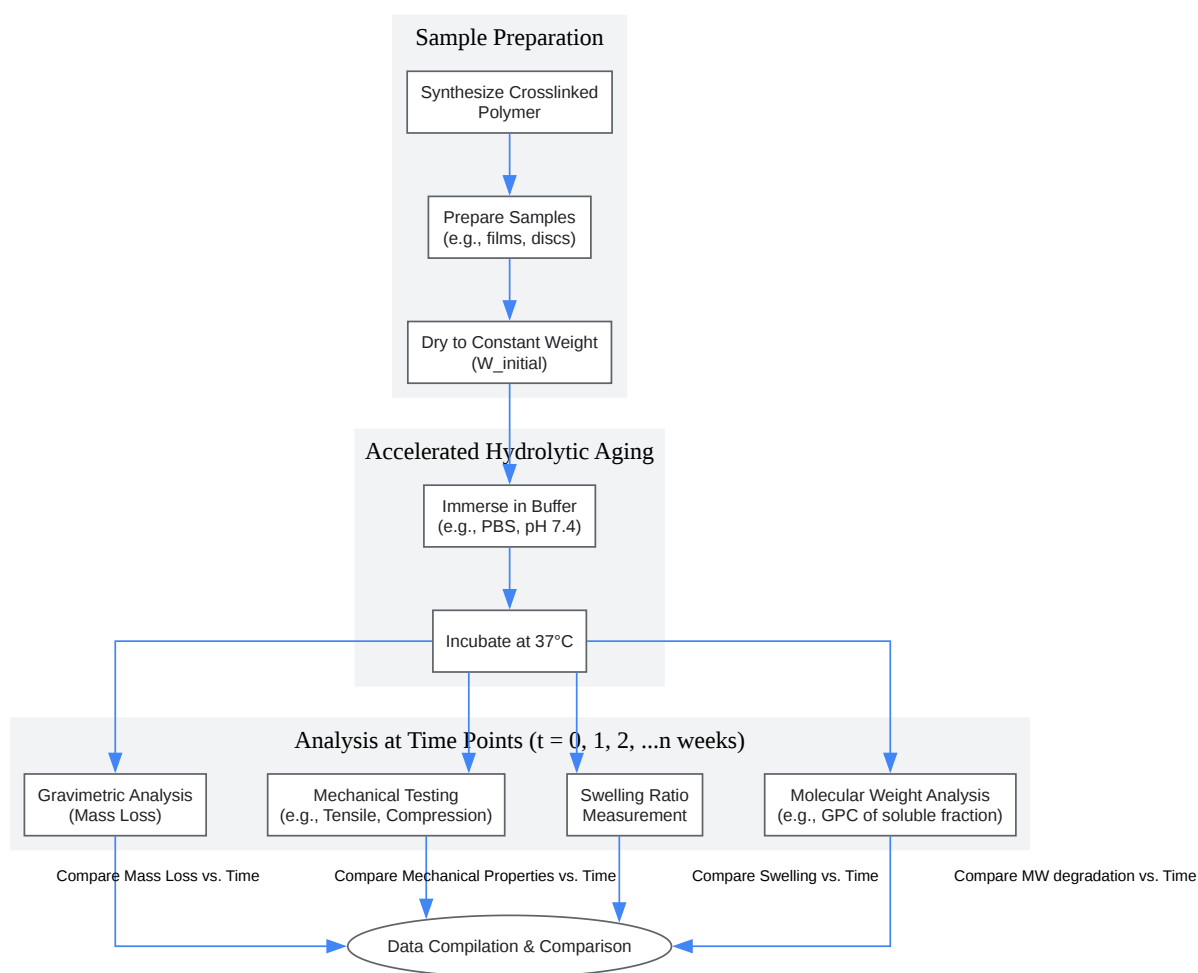 Sample Preparation
Synthesize Crosslinked
Polymer
Prepare Samples
(e.g., films, discs)
Dry to Constant Weight
(W_initial)
Accelerated Hydrolytic Aging
Immerse in Buffer
(e.g., PBS, pH 7.4)
Incubate at 37°C
Analysis at Time Points (t = 0, 1, 2, ...n weeks)
Gravimetric Analysis
(Mass Loss)
Mechanical Testing
(e.g., Tensile, Compression)
Swelling Ratio
Measurement
Molecular Weight Analysis
(e.g., GPC of soluble fraction)
Compare Mass Loss vs. Time
Compare Mechanical Properties vs. Time
Compare Swelling vs. Time
Compare MW degradation vs. Time
Data Compilation & Comparison